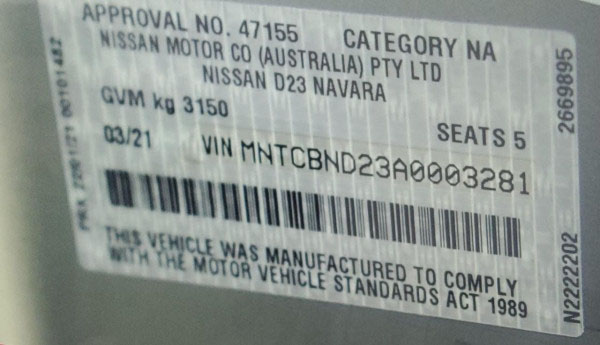 APPROVAL NO. 47155 CATEGORY NA
NISSAN MOTOR CO (AUSTRALIA) PTY LTD
NISSAN D23 NAVARA
GVM kg 3150 SEATS 5
03/21 VIN MNTCBND23A0003281
THIS VEHICLE WAS MANUFACTURED TO COMPLY
WITH THE MOTOR VEHICLE STANDARDS ACT 1989
2669895
N2222202